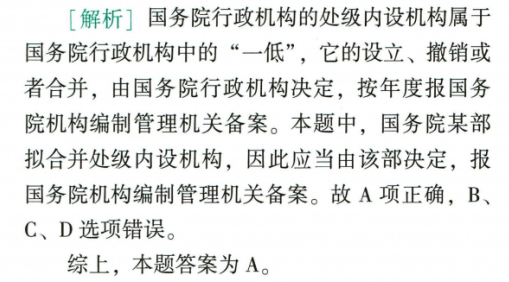 [解析] 国务院行政机构的处级内设机构属于
国务院行政机构中的“一低”，它的设立、撤销或
者合并，由国务院行政机构决定，按年度报国务
院机构编制管理机关备案。本题中，国务院某部
拟合并处级内设机构，因此应当由该部决定，报
国务院机构编制管理机关备案。故 A 项正确，B、
C、D 选项错误。
综上，本题答案为 A。